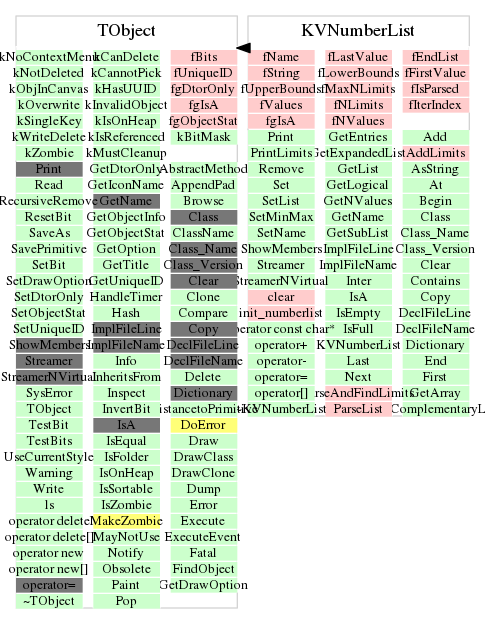 TObject
kNoContextMenu
kNotDeleted
kObjInCanvas
kOverwrite
kSingleKey
kWriteDelete
kZombie
Print
Read
RecursiveRemove
ResetBit
SaveAs
SavePrimitive
SetBit
SetDrawOption
SetDtorOnly
SetObjectStat
SetUniqueID
ShowMembers
Streamer
StreamerNVirtual
SysError
TObject
TestBit
TestBits
UseCurrentStyle
Warning
Write
ls
operator delete
operator delete[]
operator new
operator new[]
operator=
~TObject
kCanDelete
kCannotPick
kHasUUID
kInvalidObject
kIsOnHeap
kIsReferenced
kMustCleanup
GetDtorOnly
GetIconName
GetName
GetObjectInfo
GetObjectStat
GetOption
GetTitle
GetUniqueID
HandleTimer
Hash
ImplFileLine
ImplFileName
Info
InheritsFrom
Inspect
InvertBit
IsA
IsEqual
IsFolder
IsOnHeap
IsSortable
IsZombie
MakeZombie
MayNotUse
Notify
Obsolete
Paint
Pop
fBits
fUniqueID
fgDtorOnly
fgIsA
fgObjectStat
kBitMask
AbstractMethod
AppendPad
Browse
Class
ClassName
Class_Name
Class_Version
Clear
Clone
Compare
Copy
DeclFileLine
DeclFileName
Delete
Dictionary
istancetoPrimitive
DoError
Draw
DrawClass
DrawClone
Dump
Error
Execute
ExecuteEvent
Fatal
FindObject
GetDrawOption
KVNumberList
fName
fString
fUpperBounds
fValues
fgIsA
Print
PrintLimits
Remove
Set
SetList
SetMinMax
SetName
ShowMembers
Streamer
StreamerNVirtual
clear
init_numberlist
perator const char*
operator+
operator-
operator=
operator[]
~KVNumberList
fLastValue
fLowerBounds
fMaxNLimits
fNLimits
fNValues
GetEntries
GetExpandedList
GetList
GetLogical
GetNValues
GetName
GetSubList
ImplFileLine
ImplFileName
Inter
IsA
IsEmpty
IsFull
KVNumberList
Last
Next
rseAndFindLimits
ParseList
fEndList
fFirstValue
fIsParsed
fIterIndex
Add
AddLimits
AsString
At
Begin
Class
Class_Name
Class_Version
Clear
Contains
Copy
DeclFileLine
DeclFileName
Dictionary
End
First
GetArray
ComplementaryL